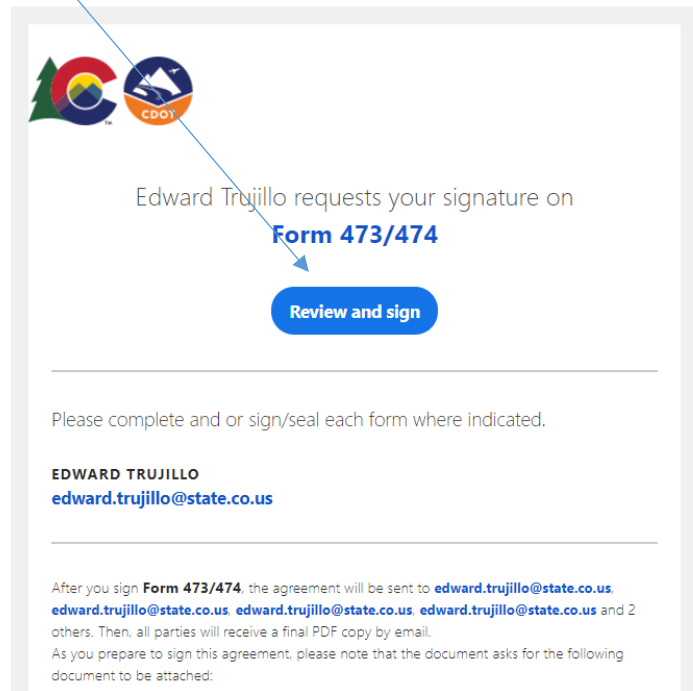 CDOT
TM
Edward Trujillo requests your signature on
Form 473/474
Review and sign
Please complete and or sign/seal each form where indicated.
EDWARD TRUJILLO
edward.trujillo@state.co.us
After you sign Form 473/474, the agreement will be sent to edward.trujillo@state.co.us,
edward.trujillo@state.co.us, edward.trujillo@state.co.us, edward.trujillo@state.co.us and 2
others. Then, all parties will receive a final PDF copy by email.
As you prepare to sign this agreement, please note that the document asks for the following
document to be attached: